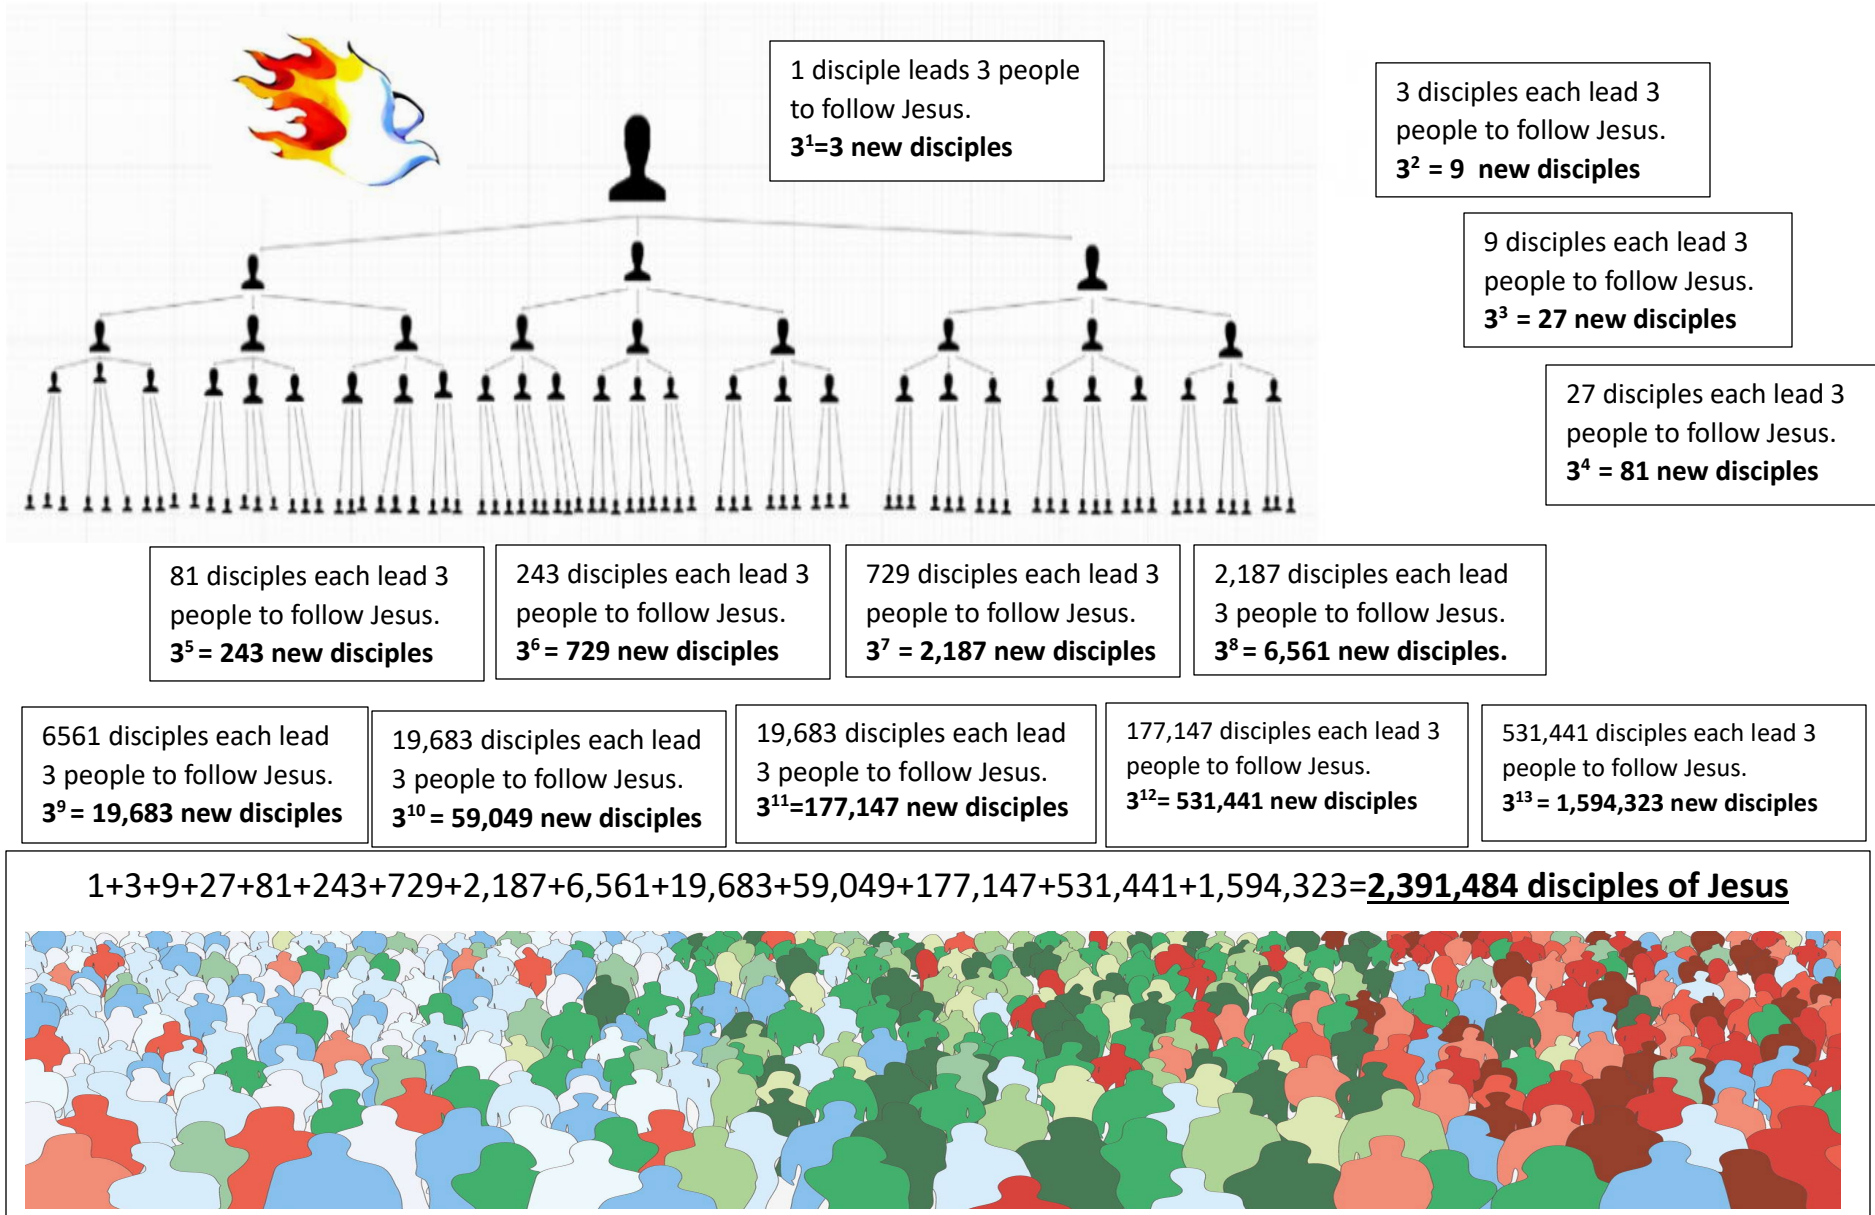 1 disciple leads 3 people
to follow Jesus.
3¹=3 new disciples
3 disciples each lead 3
people to follow Jesus.
3² = 9 new disciples
9 disciples each lead 3
people to follow Jesus.
3³ = 27 new disciples
27 disciples each lead 3
people to follow Jesus.
3⁴ = 81 new disciples
81 disciples each lead 3
people to follow Jesus.
3⁵ = 243 new disciples
243 disciples each lead 3
people to follow Jesus.
3⁶ = 729 new disciples
729 disciples each lead 3
people to follow Jesus.
3⁷ = 2,187 new disciples
2,187 disciples each lead
3 people to follow Jesus.
3⁸ = 6,561 new disciples.
6561 disciples each lead
3 people to follow Jesus.
3⁹ = 19,683 new disciples
19,683 disciples each lead
3 people to follow Jesus.
3¹⁰ = 59,049 new disciples
19,683 disciples each lead
3 people to follow Jesus.
3¹¹=177,147 new disciples
177,147 disciples each lead 3
people to follow Jesus.
3¹²= 531,441 new disciples
531,441 disciples each lead 3
people to follow Jesus.
3¹³ = 1,594,323 new disciples
1+3+9+27+81+243+729+2,187+6,561+19,683+59,049+177,147+531,441+1,594,323=2,391,484 disciples of Jesus